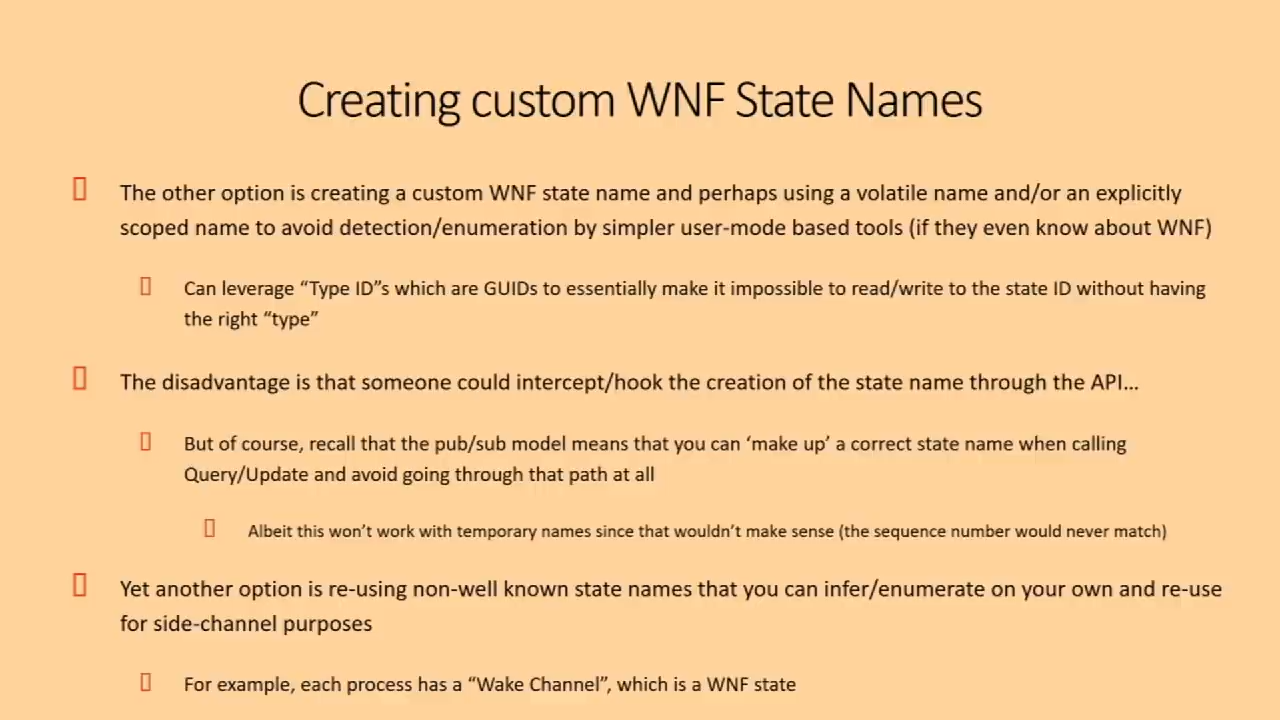 Creating custom WNF State Names
The other option is creating a custom WNF state name and perhaps using a volatile name and/or an explicitly
scoped name to avoid detection/enumeration by simpler user-mode based tools (if they even know about WNF)
Can leverage “Type ID”s which are GUIDs to essentially make it impossible to read/write to the state ID without having
the right “type”
The disadvantage is that someone could intercept/hook the creation of the state name through the API…
But of course, recall that the pub/sub model means that you can ‘make up’ a correct state name when calling
Query/Update and avoid going through that path at all
Albeit this won’t work with temporary names since that wouldn’t make sense (the sequence number would never match)
Yet another option is re-using non-well known state names that you can infer/enumerate on your own and re-use
for side-channel purposes
For example, each process has a “Wake Channel”, which is a WNF state